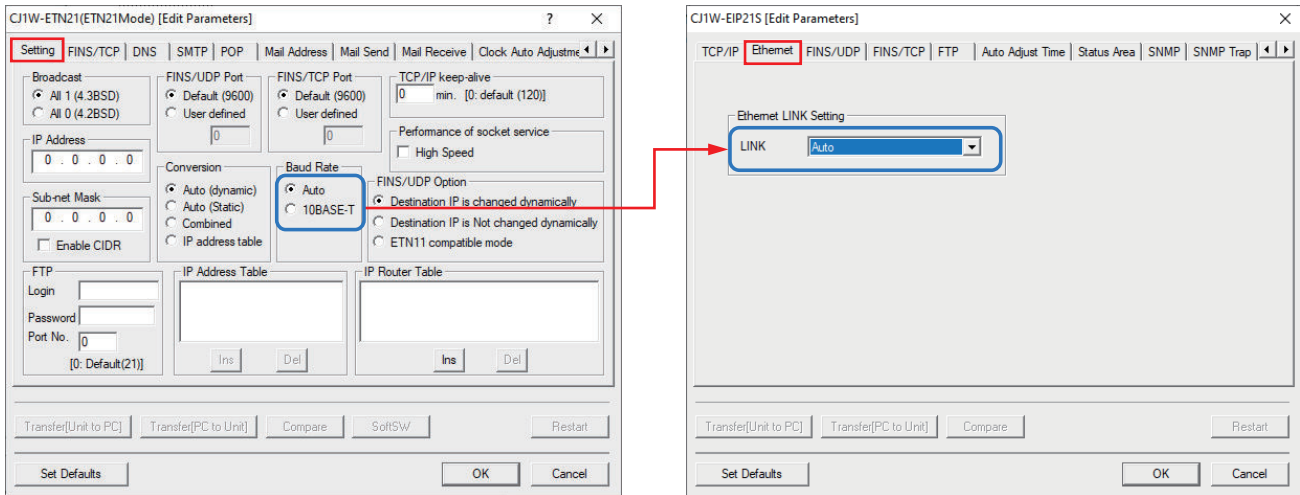 CJ1W-ETN21(ETN21Mode) [Edit Parameters]
Setting FINS/TCP DNS SMTP POP Mail Address Mail Send Mail Receive Clock Auto Adjustme
Broadcast
All 1 (4.3BSD)
All 0 (4.2BSD)
FINS/UDP Port
Default (9600)
User defined
0
FINS/TCP Port
Default (9600)
User defined
0
TCP/IP keep-alive
0 min. [0: default (120)]
Performance of socket service
High Speed
IP Address
0 . 0 . 0 . 0
Sub-net Mask
0 . 0 . 0 . 0
Enable CIDR
Conversion
Auto (dynamic)
Auto (Static)
Combined
IP address table
Baud Rate
Auto
10BASE-T
FINS/UDP Option
Destination IP is changed dynamically
Destination IP is Not changed dynamically
ETN11 compatible mode
FTP
Login
Password
Port No. 0
[0: Default(21)]
IP Address Table
Ins Del
IP Router Table
Ins Del
Transfer[Unit to PC] Transfer[PC to Unit] Compare SoftSW Restart
Set Defaults OK Cancel
CJ1W-EIP21S [Edit Parameters]
TCP/IP Ethernet FINS/UDP FINS/TCP FTP Auto Adjust Time Status Area SNMP SNMP Trap
Ethernet LINK Setting
LINK Auto
Transfer[Unit to PC] Transfer[PC to Unit] Compare Restart
Set Defaults OK Cancel